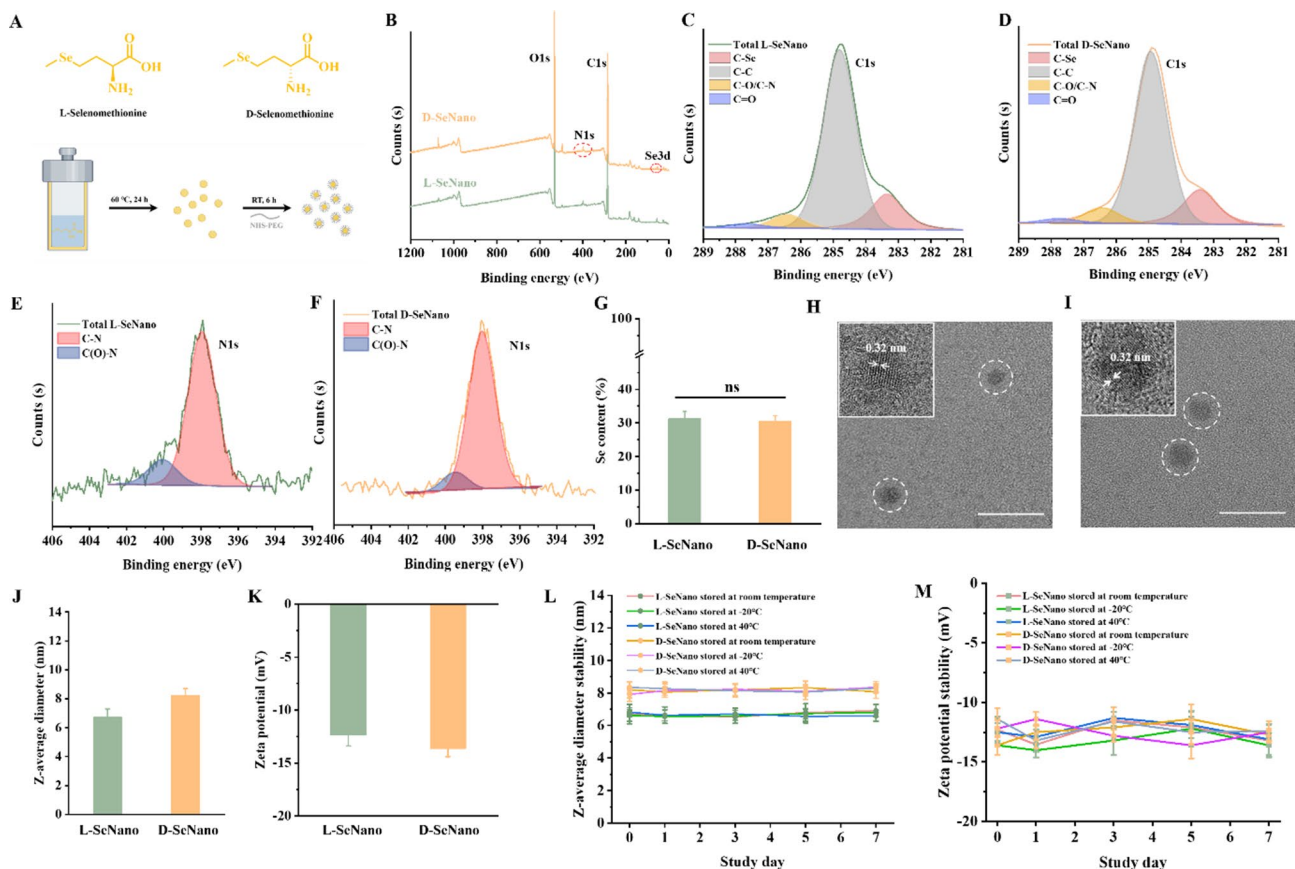 A
Se
O
OH
NH2
L-Selenomethionine
Se
O
OH
NH2
D-Selenomethionine
60 °C, 24 h
RT, 6 h
NHS-PEG
B
O1s
C1s
D-SeNano
N1s
Se3d
L-SeNano
Counts (s)
1200 1000 800 600 400 200 0
Binding energy (eV)
C
Total L-SeNano
C-Se
C-C
C-O/C-N
C=O
C1s
Counts (s)
289 288 287 286 285 284 283 282 281
Binding energy (eV)
D
Total D-SeNano
C-Se
C-C
C-O/C-N
C=O
C1s
Counts (s)
289 288 287 286 285 284 283 282 281
Binding energy (eV)
E
Total L-SeNano
C-N
C(O)-N
N1s
Counts (s)
406 404 402 400 398 396 394 392
Binding energy (eV)
F
Total D-SeNano
C-N
C(O)-N
N1s
Counts (s)
406 404 402 400 398 396 394 392
Binding energy (eV)
G
100
40
30
20
10
0
Se content (%)
ns
L-SeNano D-SeNano
H
0.32 nm
I
0.32 nm
J
14
12
10
8
6
4
2
0
Z-average diameter (nm)
L-SeNano D-SeNano
K
0
-5
-10
-15
-20
Zeta potential (mV)
L-SeNano D-SeNano
L
L-SeNano stored at room temperature
L-SeNano stored at -20°C
L-SeNano stored at 40°C
D-SeNano stored at room temperature
D-SeNano stored at -20°C
D-SeNano stored at 40°C
14
12
10
8
6
4
2
0
Z-average diameter stability (nm)
0 1 2 3 4 5 6 7
Study day
M
L-SeNano stored at room temperature
L-SeNano stored at -20°C
L-SeNano stored at 40°C
D-SeNano stored at room temperature
D-SeNano stored at -20°C
D-SeNano stored at 40°C
0
-5
-10
-15
-20
Zeta potential stability (mV)
0 1 2 3 4 5 6 7
Study day